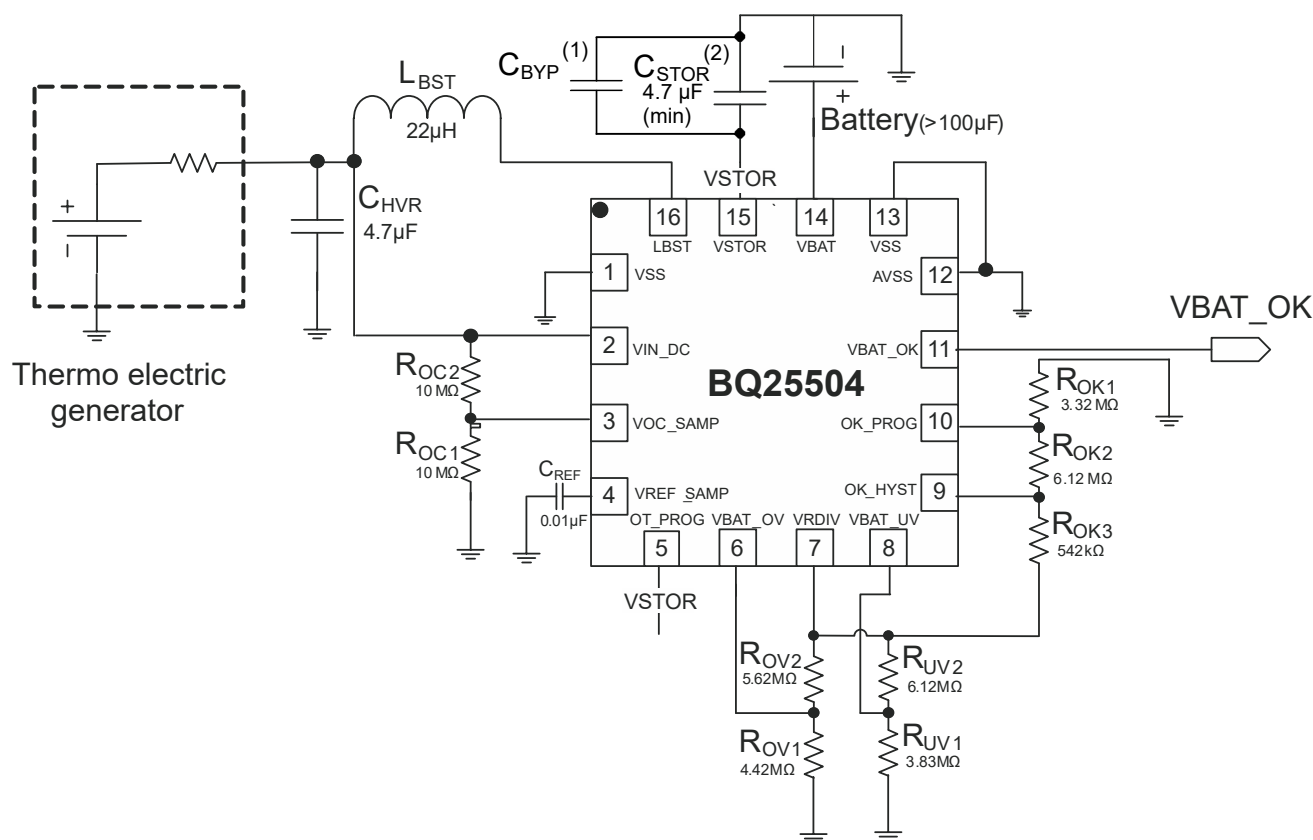 CBYP (1)
CSTOR (2)
4.7 µF
(min)
−
+
Battery(>100µF)
LBST
22µH
VSTOR
+
−
CHVR
4.7µF
Thermo electric
generator
16
LBST
15
VSTOR
14
VBAT
13
VSS
1
VSS
2
VIN_DC
3
VOC_SAMP
4
VREF_SAMP
BQ25504
12
AVSS
11
VBAT_OK
10
OK_PROG
9
OK_HYST
VBAT_OK
OT_PROG
5
VBAT_OV
6
VRDIV
7
VBAT_UV
8
VSTOR
ROC2
10 MΩ
ROC1
10 MΩ
CREF
0.01µF
ROK1
3.32 MΩ
ROK2
6.12 MΩ
ROK3
542kΩ
ROV2
5.62MΩ
ROV1
4.42MΩ
RUV2
6.12MΩ
RUV1
3.83MΩ